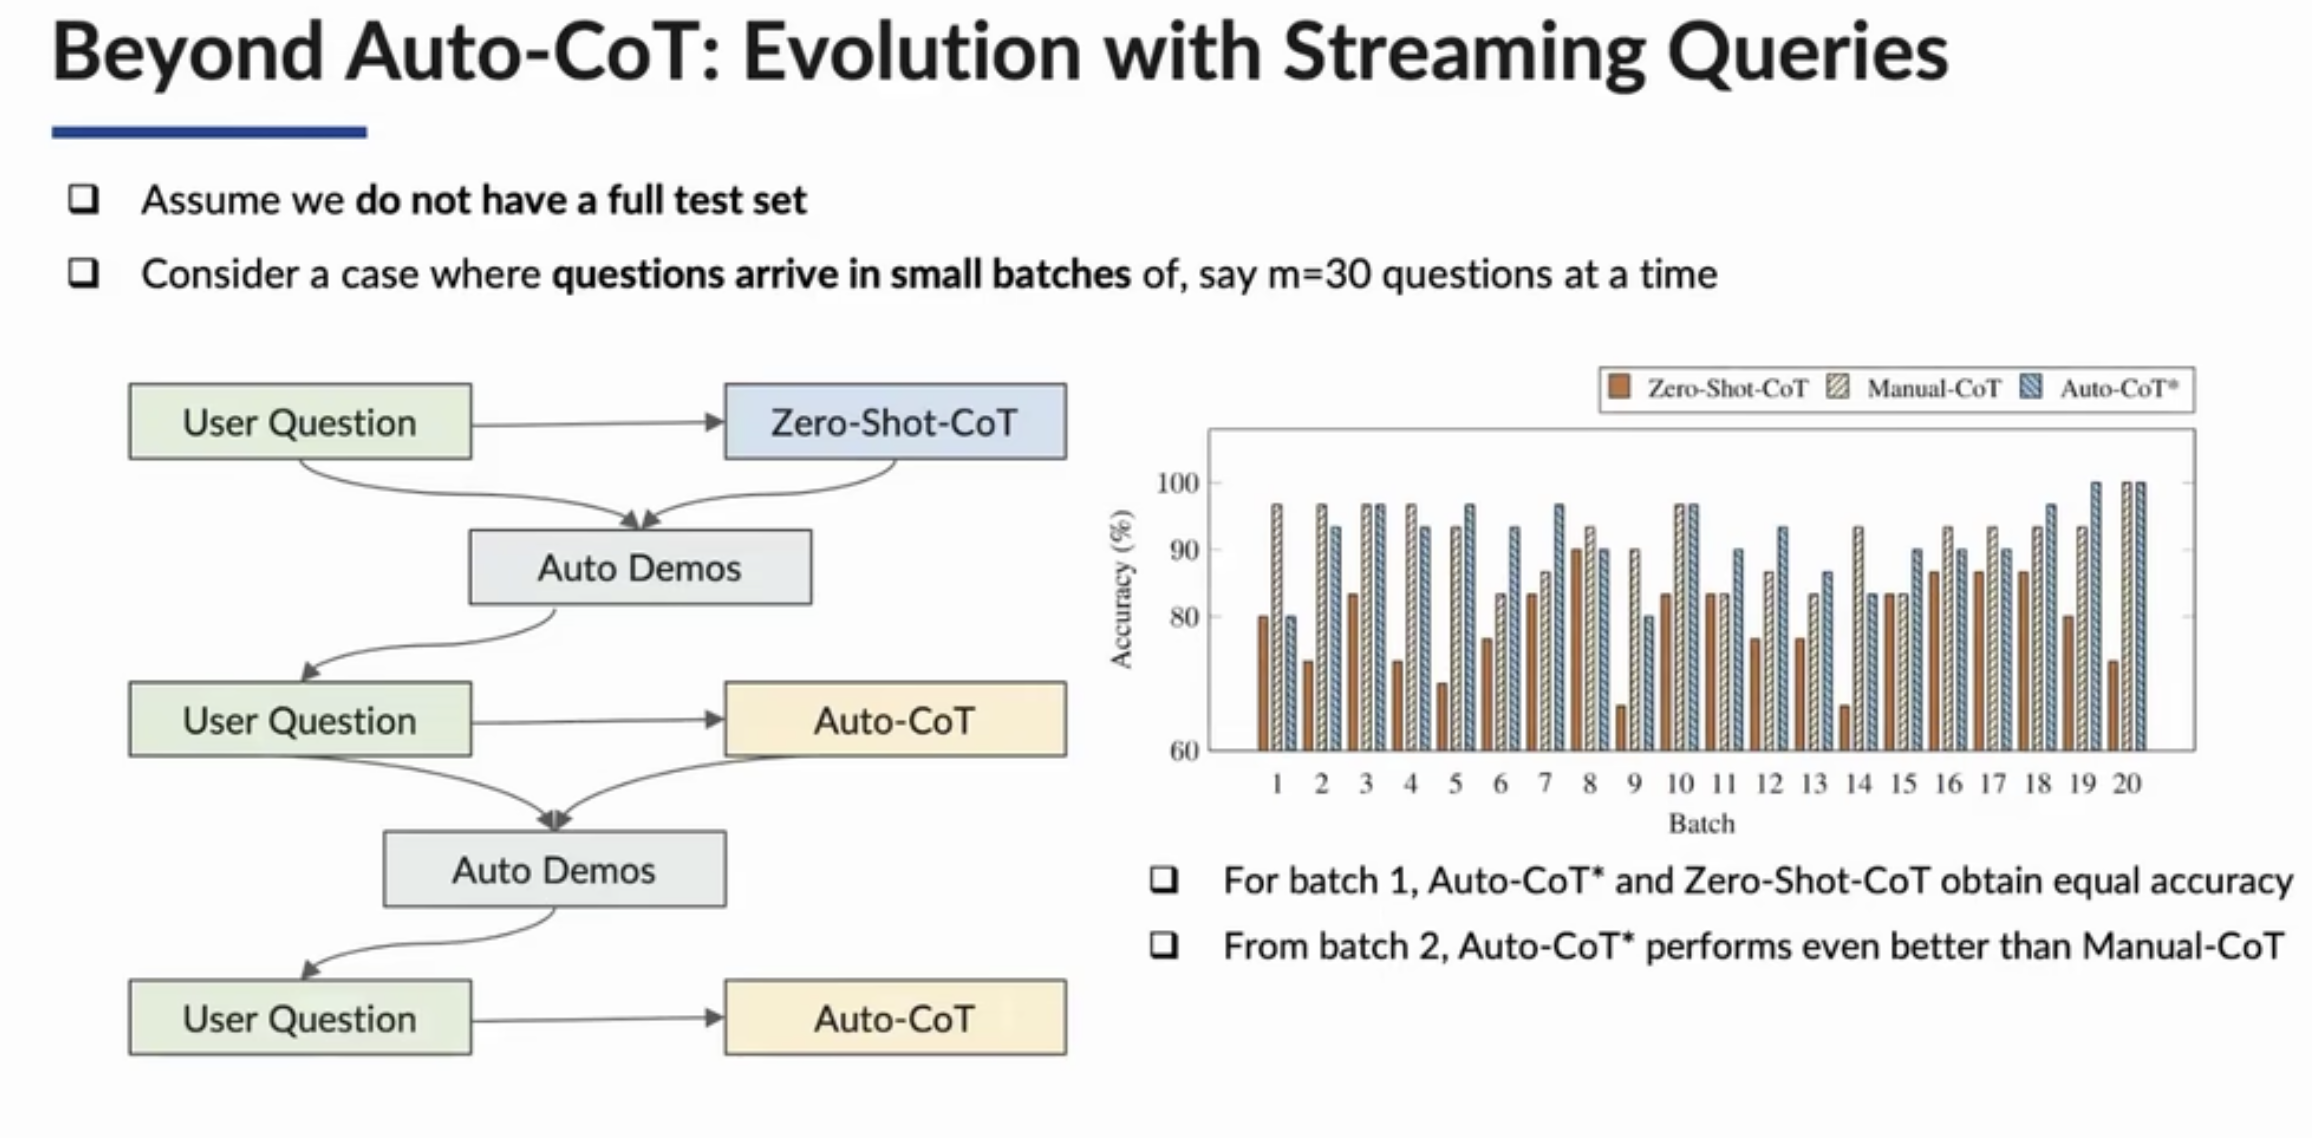 Beyond Auto-CoT: Evolution with Streaming Queries
❑ Assume we do not have a full test set
❑ Consider a case where questions arrive in small batches of, say m=30 questions at a time
User Question
Zero-Shot-CoT
Auto Demos
User Question
Auto-CoT
Auto Demos
User Question
Auto-CoT
Zero-Shot-CoT Manual-CoT Auto-CoT*
Accuracy (%)
100
90
80
60
1 2 3 4 5 6 7 8 9 10 11 12 13 14 15 16 17 18 19 20
Batch
❑ For batch 1, Auto-CoT* and Zero-Shot-CoT obtain equal accuracy
❑ From batch 2, Auto-CoT* performs even better than Manual-CoT